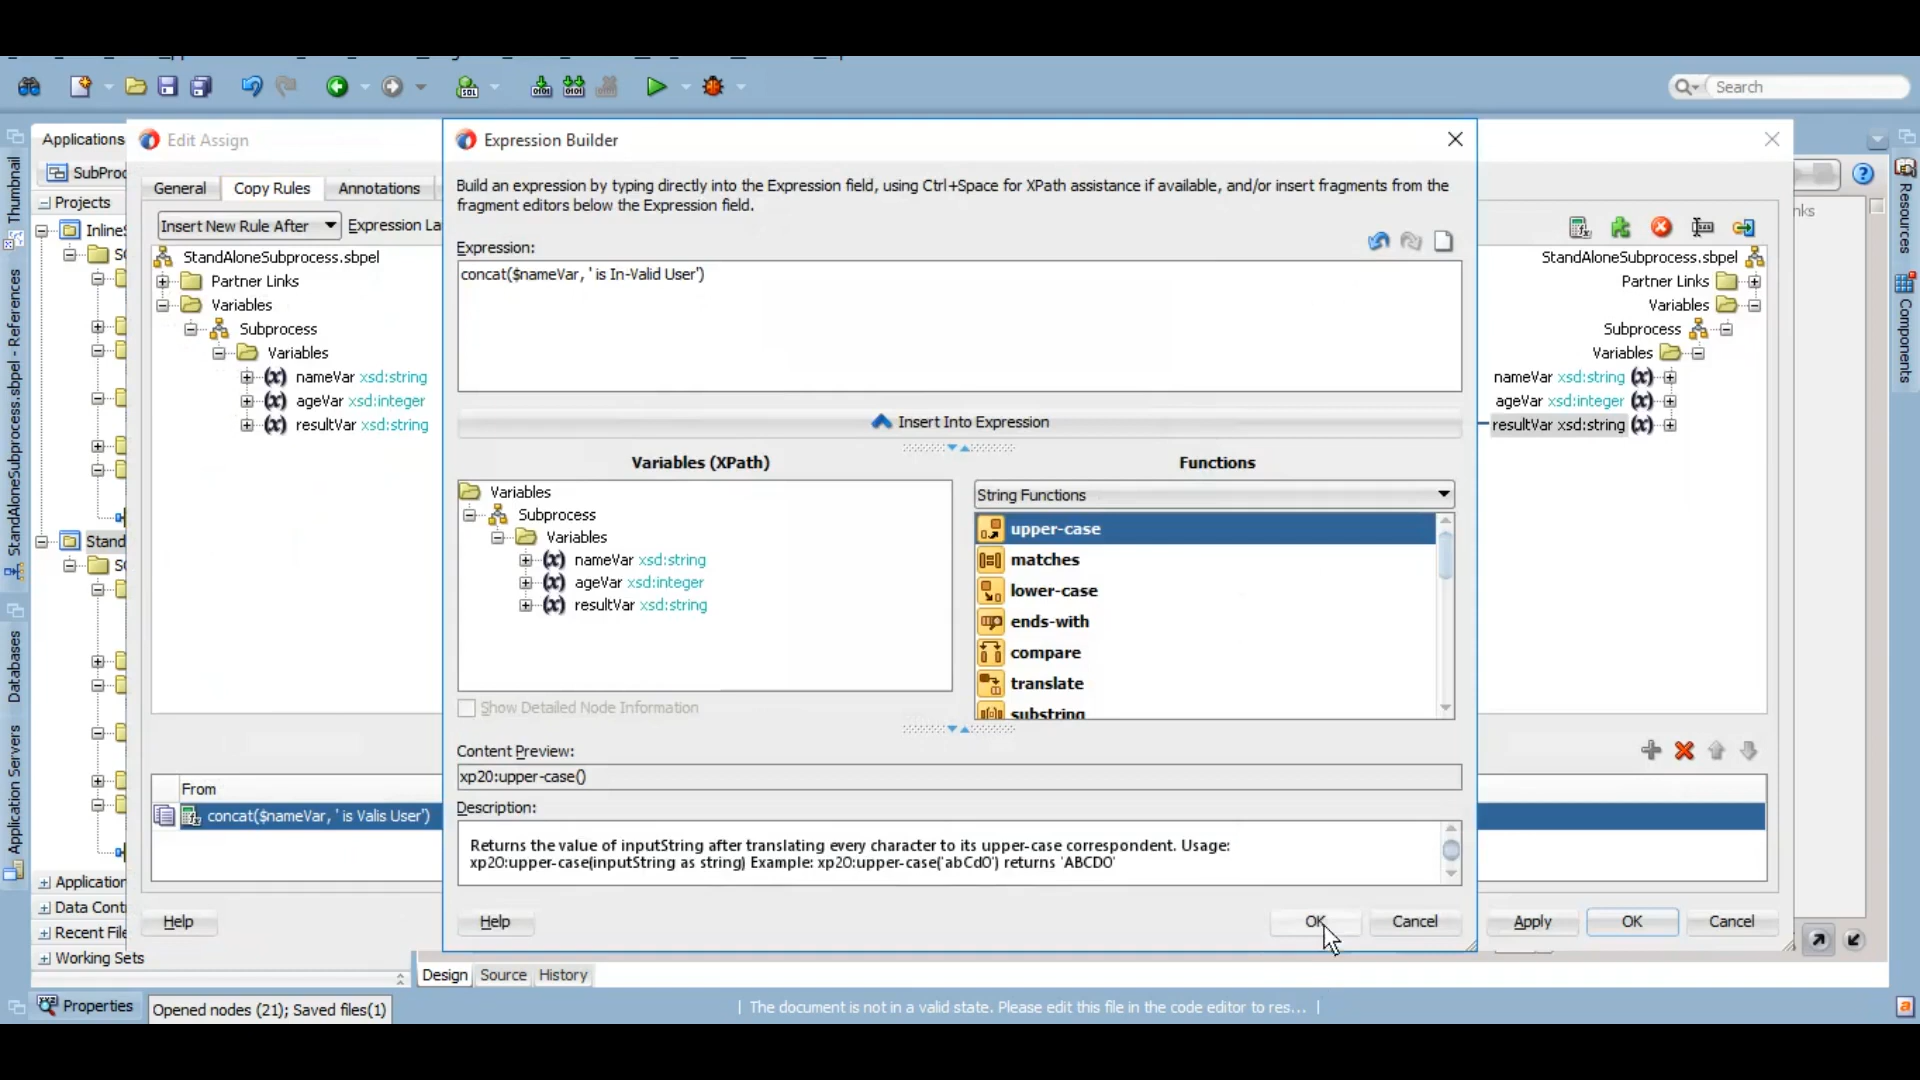 Search
Applications
Edit Assign
Expression Builder
SubProc
General
Copy Rules
Annotations
Build an expression by typing directly into the Expression field, using Ctrl+Space for XPath assistance if available, and/or insert fragments from the
fragment editors below the Expression field.
Projects
Insert New Rule After
Expression La
Expression:
concat($nameVar, ' is In-Valid User')
StandAloneSubprocess.sbpel
Partner Links
Variables
Subprocess
Variables
nameVar xsd:string
ageVar xsd:integer
resultVar xsd:string
StandAloneSubprocess.sbpel
Partner Links
Variables
Subprocess
Variables
nameVar xsd:string
ageVar xsd:integer
resultVar xsd:string
Insert Into Expression
Variables (XPath)
Functions
Variables
Subprocess
Variables
nameVar xsd:string
ageVar xsd:integer
resultVar xsd:string
String Functions
upper-case
matches
lower-case
ends-with
compare
translate
substring
Show Detailed Node Information
Content Preview:
xp20:upper-case()
Description:
Returns the value of inputString after translating every character to its upper-case correspondent. Usage:
xp20:upper-case(inputString as string) Example: xp20:upper-case('abCd0') returns 'ABCD0'
From
concat($nameVar, ' is Valis User')
Help
Help
OK
Cancel
Apply
OK
Cancel
InlineS
SC
Stand
SC
Application
Data Cont
Recent File
Working Sets
Design
Source
History
Properties
Opened nodes (21); Saved files(1)
The document is not in a valid state. Please edit this file in the code editor to res...
Thumbnail
StandAloneSubprocess.sbpel - References
Databases
Application Servers
Resources
Components
nks